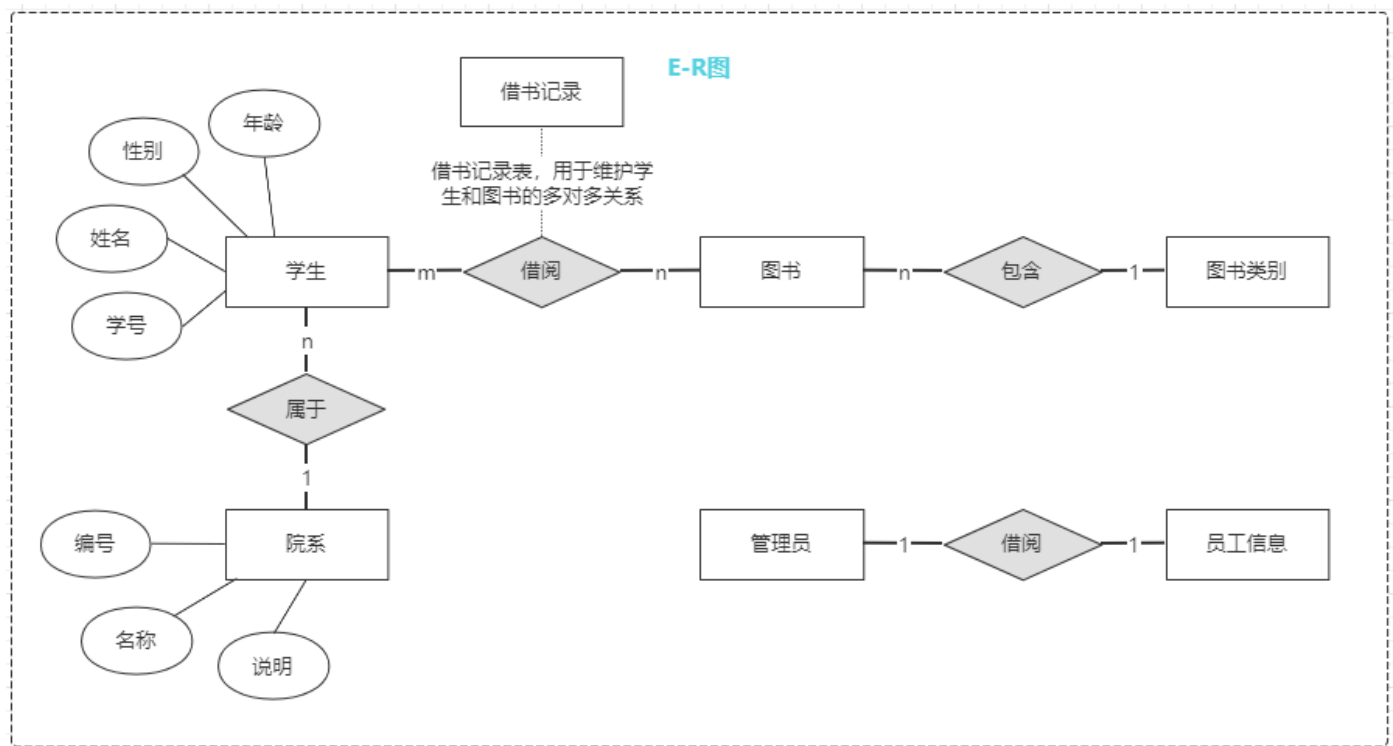 E-R图
借书记录
年龄
性别
借书记录表，用于维护学
生和图书的多对多关系
姓名
学生
m
借阅
n
图书
n
包含
1
图书类别
学号
n
属于
1
编号
院系
管理员
1
借阅
1
员工信息
名称
说明